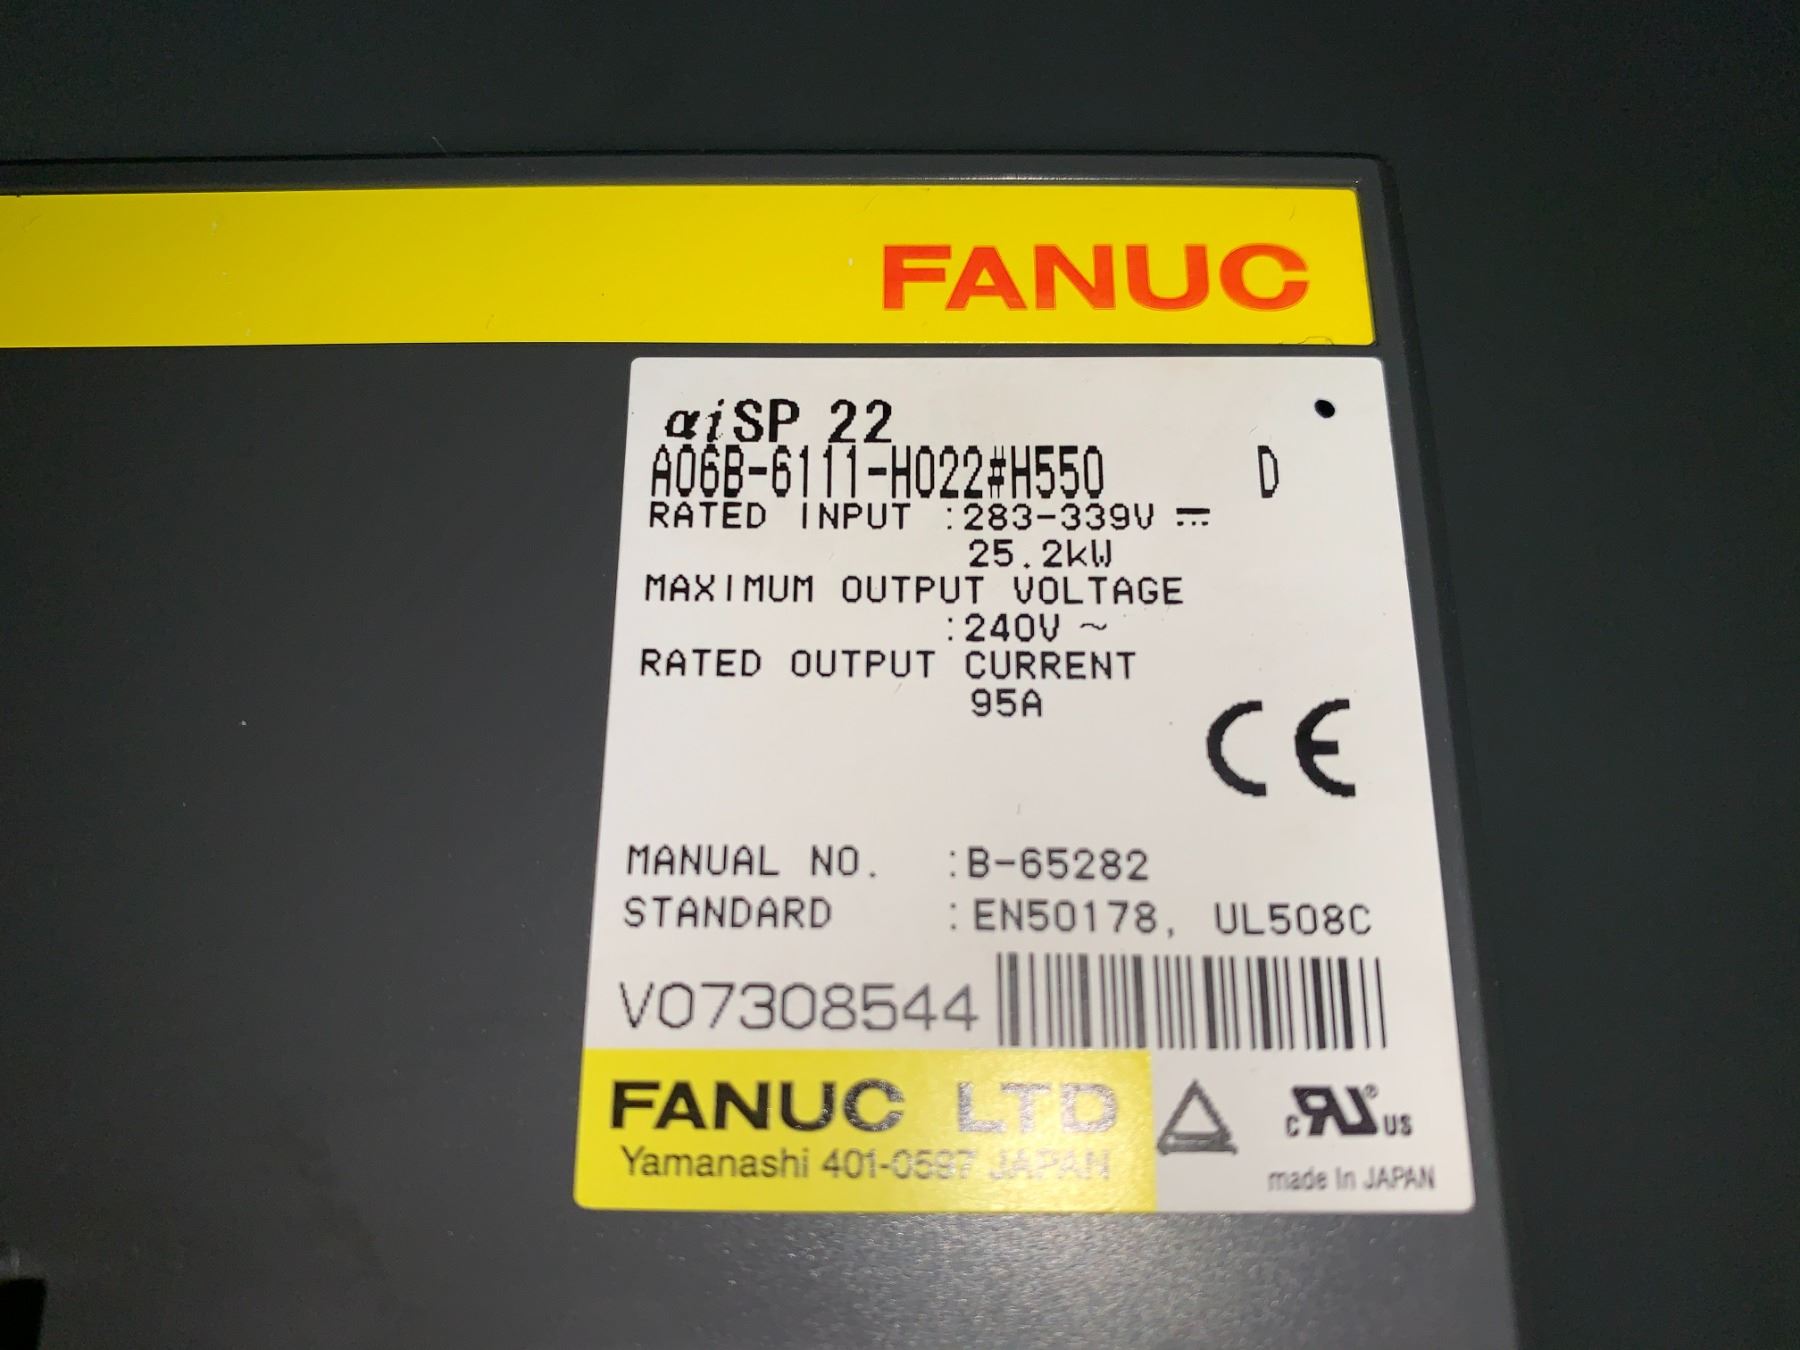 FANUC
αiSP 22
A06B-6111-H022#H550 D
RATED INPUT :283-339V ⎓
25.2kW
MAXIMUM OUTPUT VOLTAGE
:240V ~
RATED OUTPUT CURRENT
95A
CE
MANUAL NO. :B-65282
STANDARD :EN50178, UL508C
V07308544
FANUC LTD
Yamanashi 401-0597 JAPAN
c RU® US
made in JAPAN